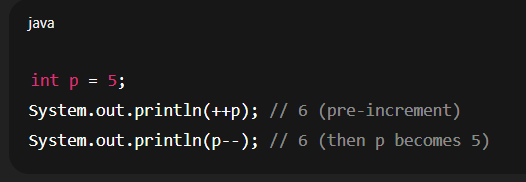 java
int p = 5;
System.out.println(++p); // 6 (pre-increment)
System.out.println(p--); // 6 (then p becomes 5)